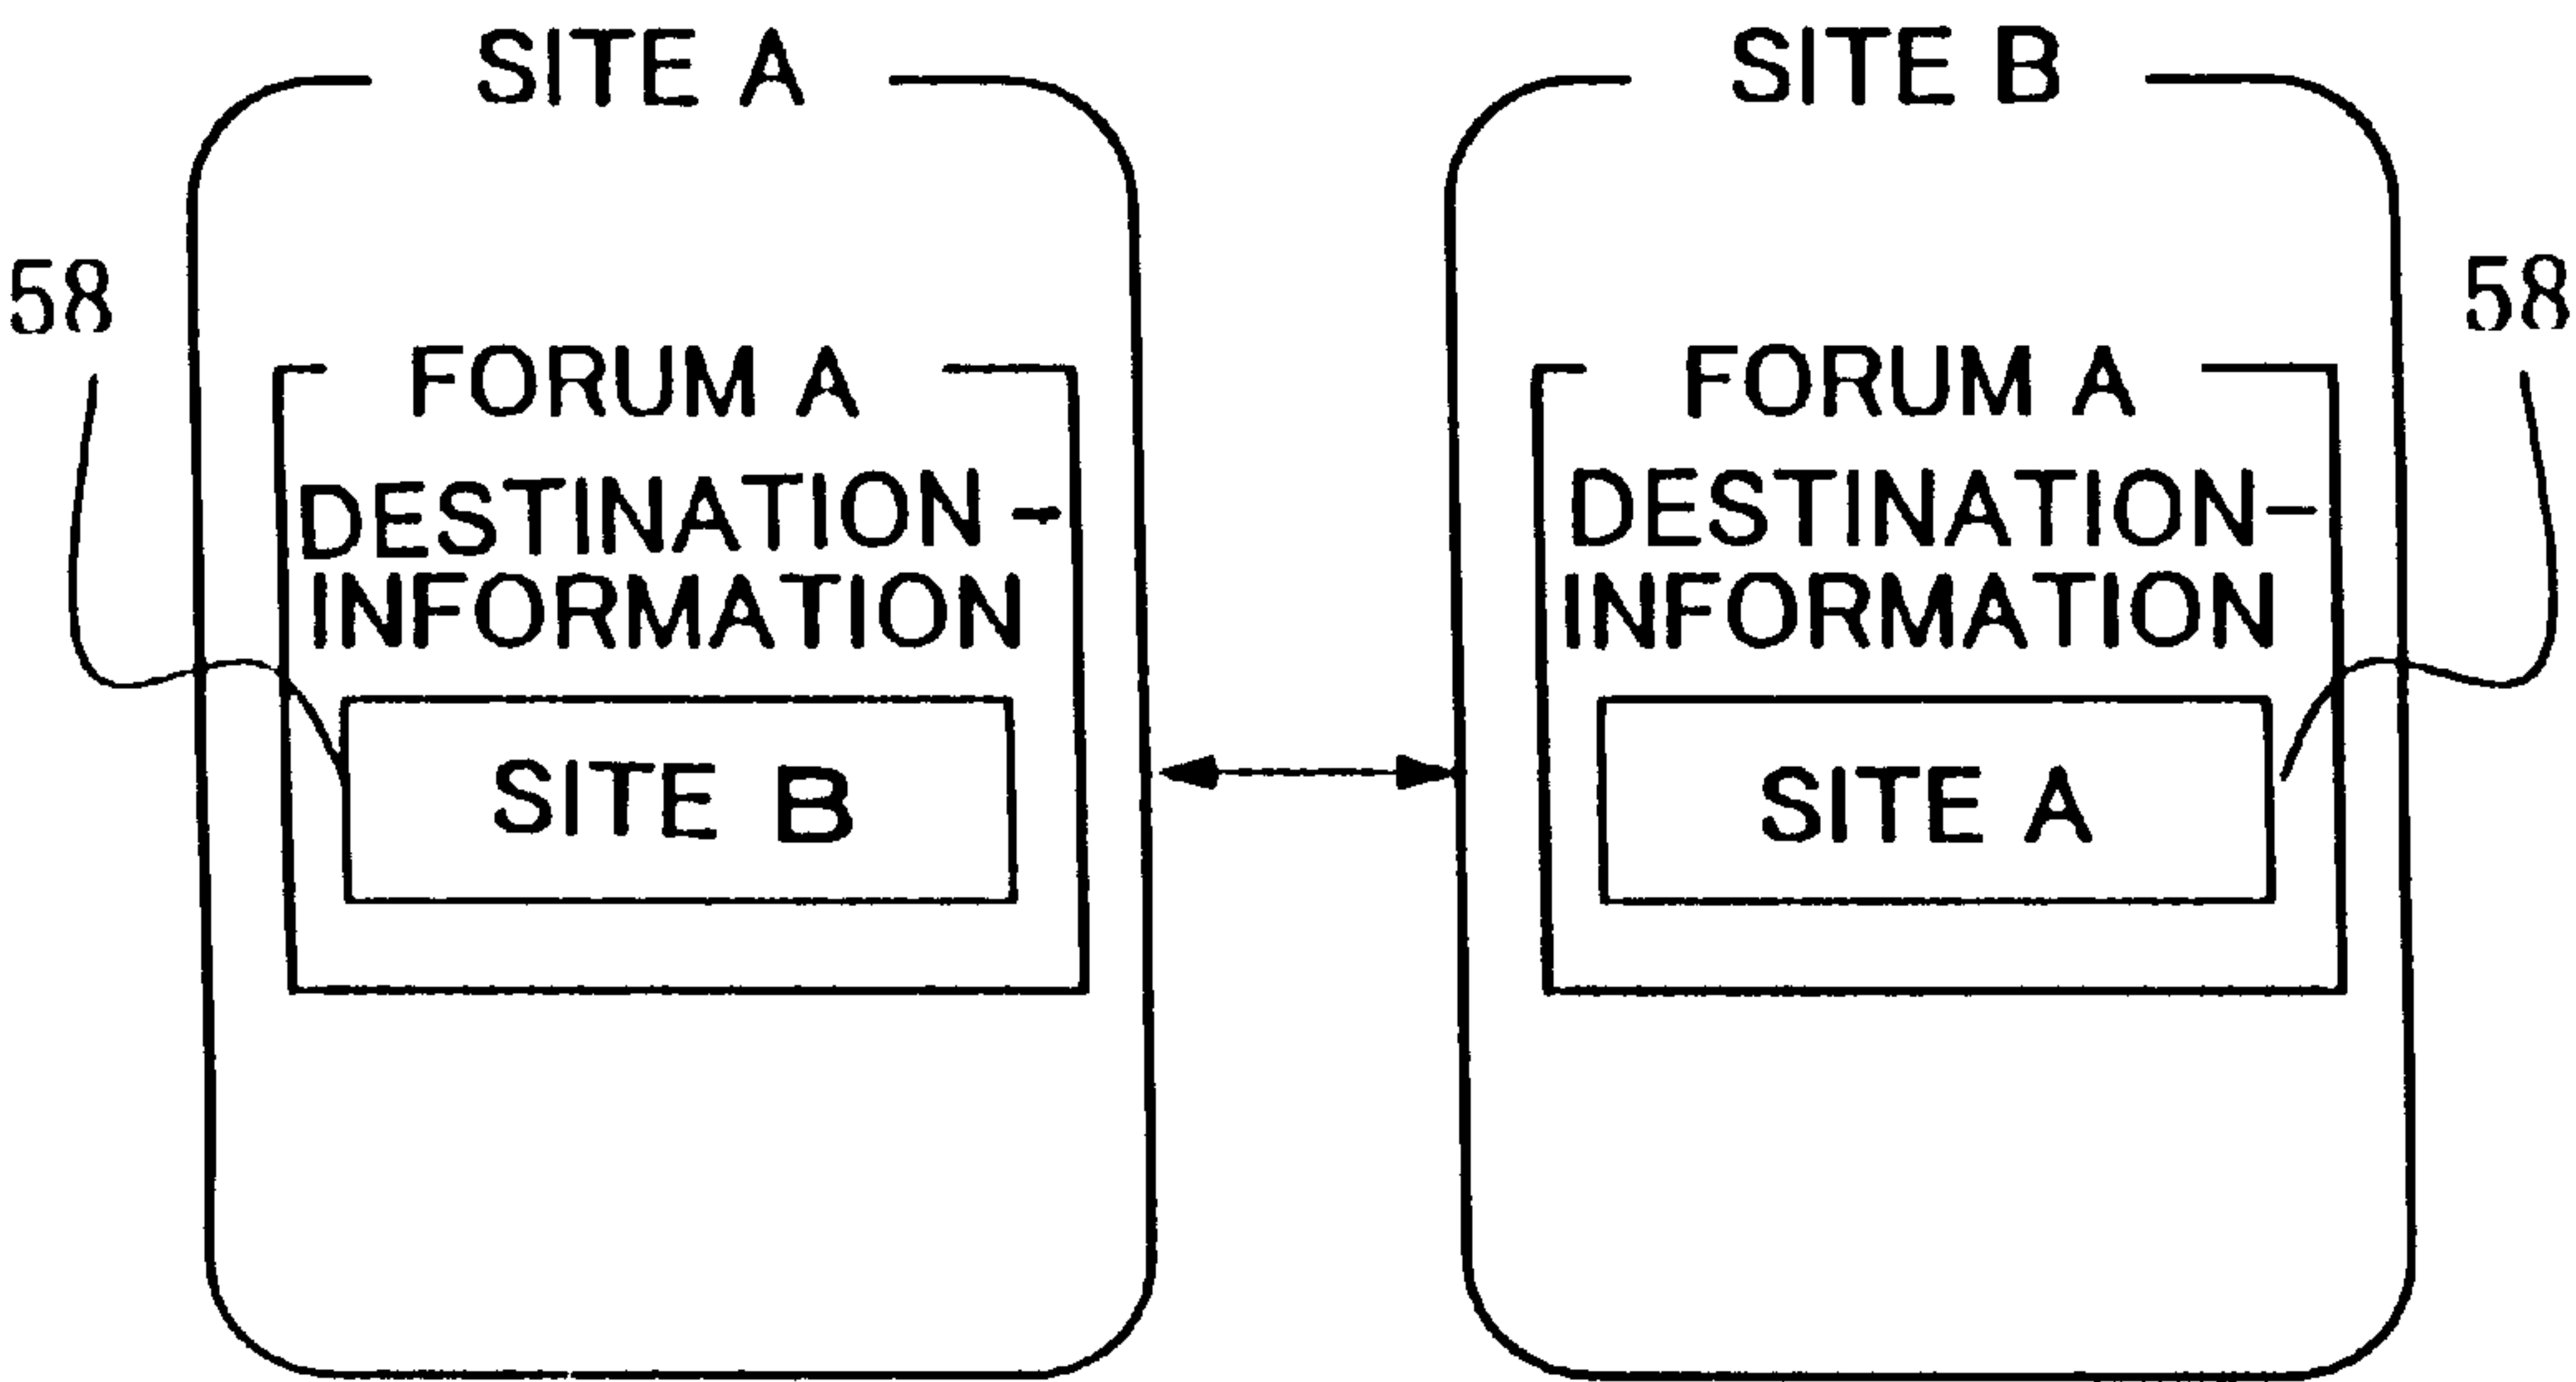 SITE A
58
FORUM A
DESTINATION-
INFORMATION
SITE B
SITE B
58
FORUM A
DESTINATION-
INFORMATION
SITE A